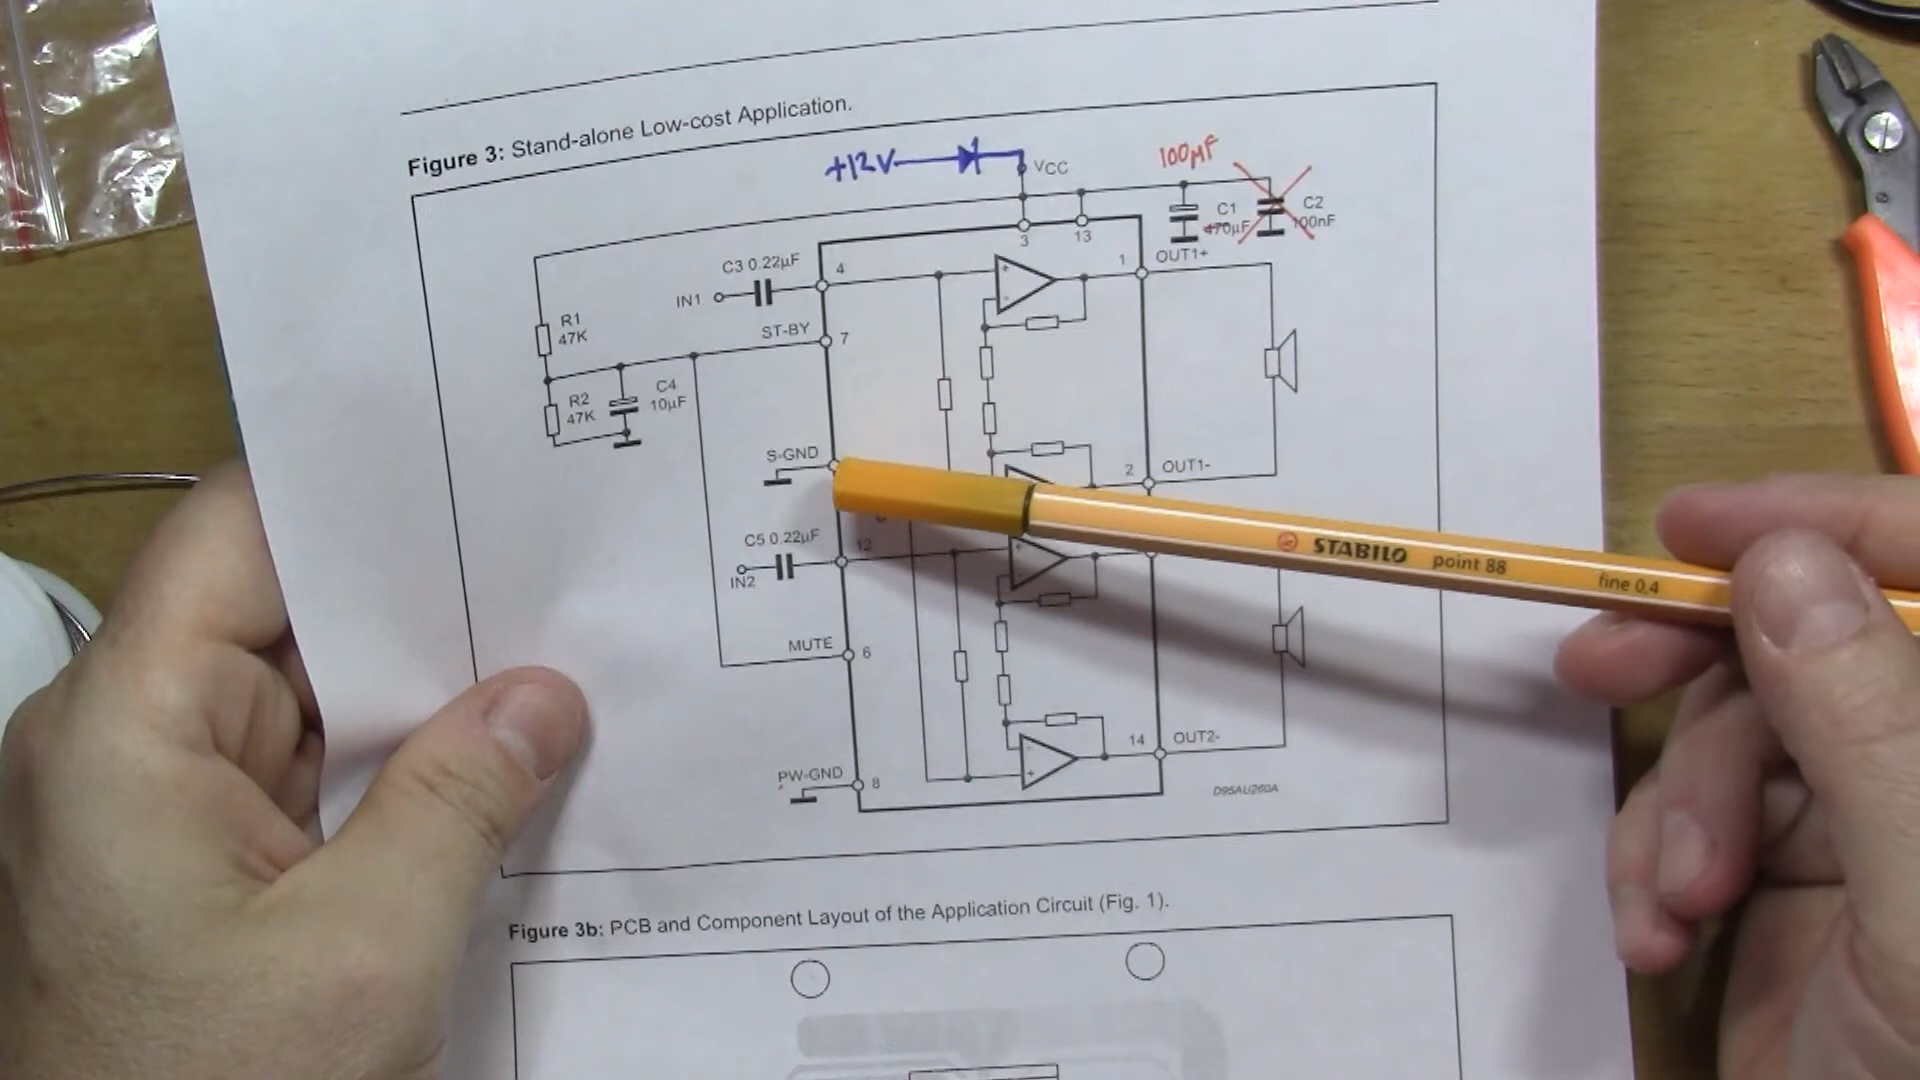 Figure 3: Stand-alone Low-cost Application.
+12V
VCC
100µF
C1
470µF
C2
100nF
3
13
C3 0.22µF
4
1
OUT1+
IN1
R1
47K
ST-BY
7
R2
47K
C4
10µF
S-GND
2
OUT1-
C5 0.22µF
12
IN2
STABILO point 88 fine 0,4
MUTE
6
14
OUT2-
PW-GND
8
D95AU260A
Figure 3b: PCB and Component Layout of the Application Circuit (Fig. 1).